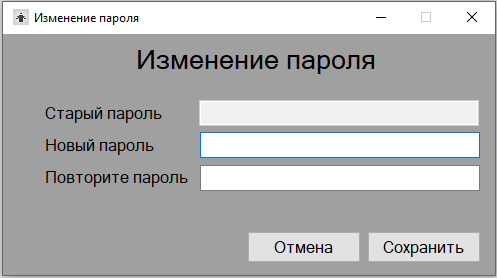 Изменение пароля
Изменение пароля
Старый пароль
Новый пароль
Повторите пароль
Отмена Сохранить